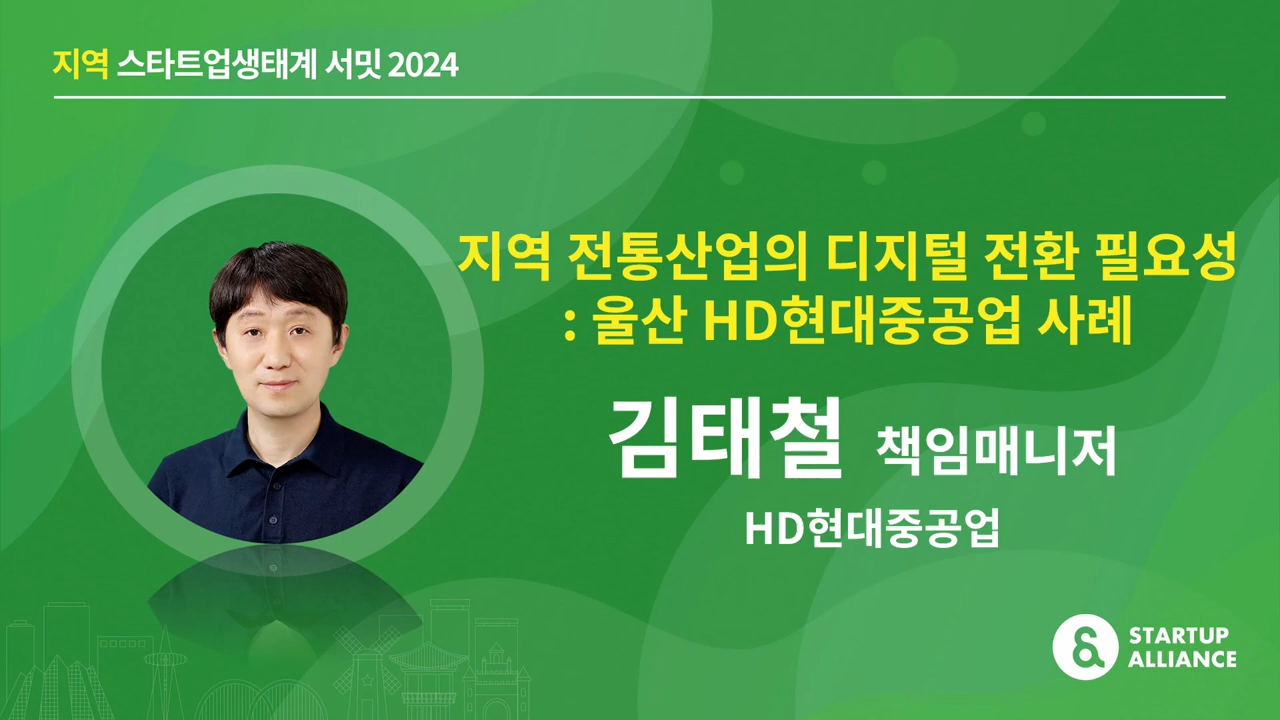 지역 스타트업생태계 서밋 2024
지역 전통산업의 디지털 전환 필요성
: 울산 HD현대중공업 사례
김태철 책임매니저
HD현대중공업
STARTUP
ALLIANCE